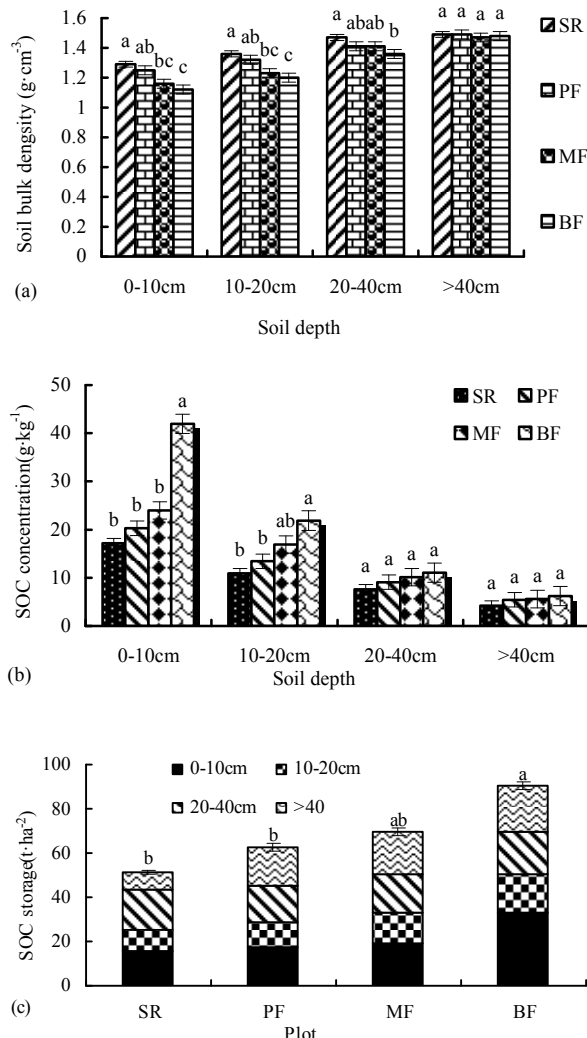 1.6
1.4
1.2
1
0.8
0.6
0.4
0.2
0
Soil bulk dengsity (g·cm-3)
a ab bc c
a ab bc c
a ab ab b
a a a a
SR
PF
MF
BF
(a)
0-10cm 10-20cm 20-40cm >40cm
Soil depth
50
40
30
20
10
0
SOC concentration(g·kg-1)
SR PF
MF BF
b b b a
b b ab a
a a a a
a a a a
0-10cm 10-20cm 20-40cm >40cm
(b)
Soil depth
100
80
60
40
20
0
SOC storage(t·ha-2)
0-10cm 10-20cm
20-40cm >40
b b ab a
(c)
SR PF MF BF
Plot